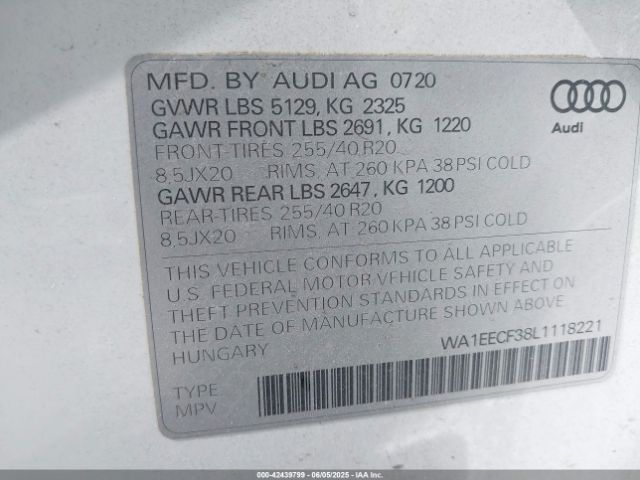 MFD. BY AUDI AG 0720
GVWR LBS 5129, KG 2325
GAWR FRONT LBS 2691, KG 1220
FRONT-TIRES 255/40 R20
8,5JX20 RIMS, AT 260 KPA 38 PSI COLD
GAWR REAR LBS 2647, KG 1200
REAR-TIRES 255/40 R20
8,5JX20 RIMS, AT 260 KPA 38 PSI COLD
Audi
THIS VEHICLE CONFORMS TO ALL APPLICABLE
U.S. FEDERAL MOTOR VEHICLE SAFETY AND
THEFT PREVENTION STANDARDS IN EFFECT ON
THE DATE OF MANUFACTURE SHOWN ABOVE
HUNGARY
WA1EECF38L1118221
TYPE
MPV
000-42439799 - 06/05/2025 - IAAI.COM